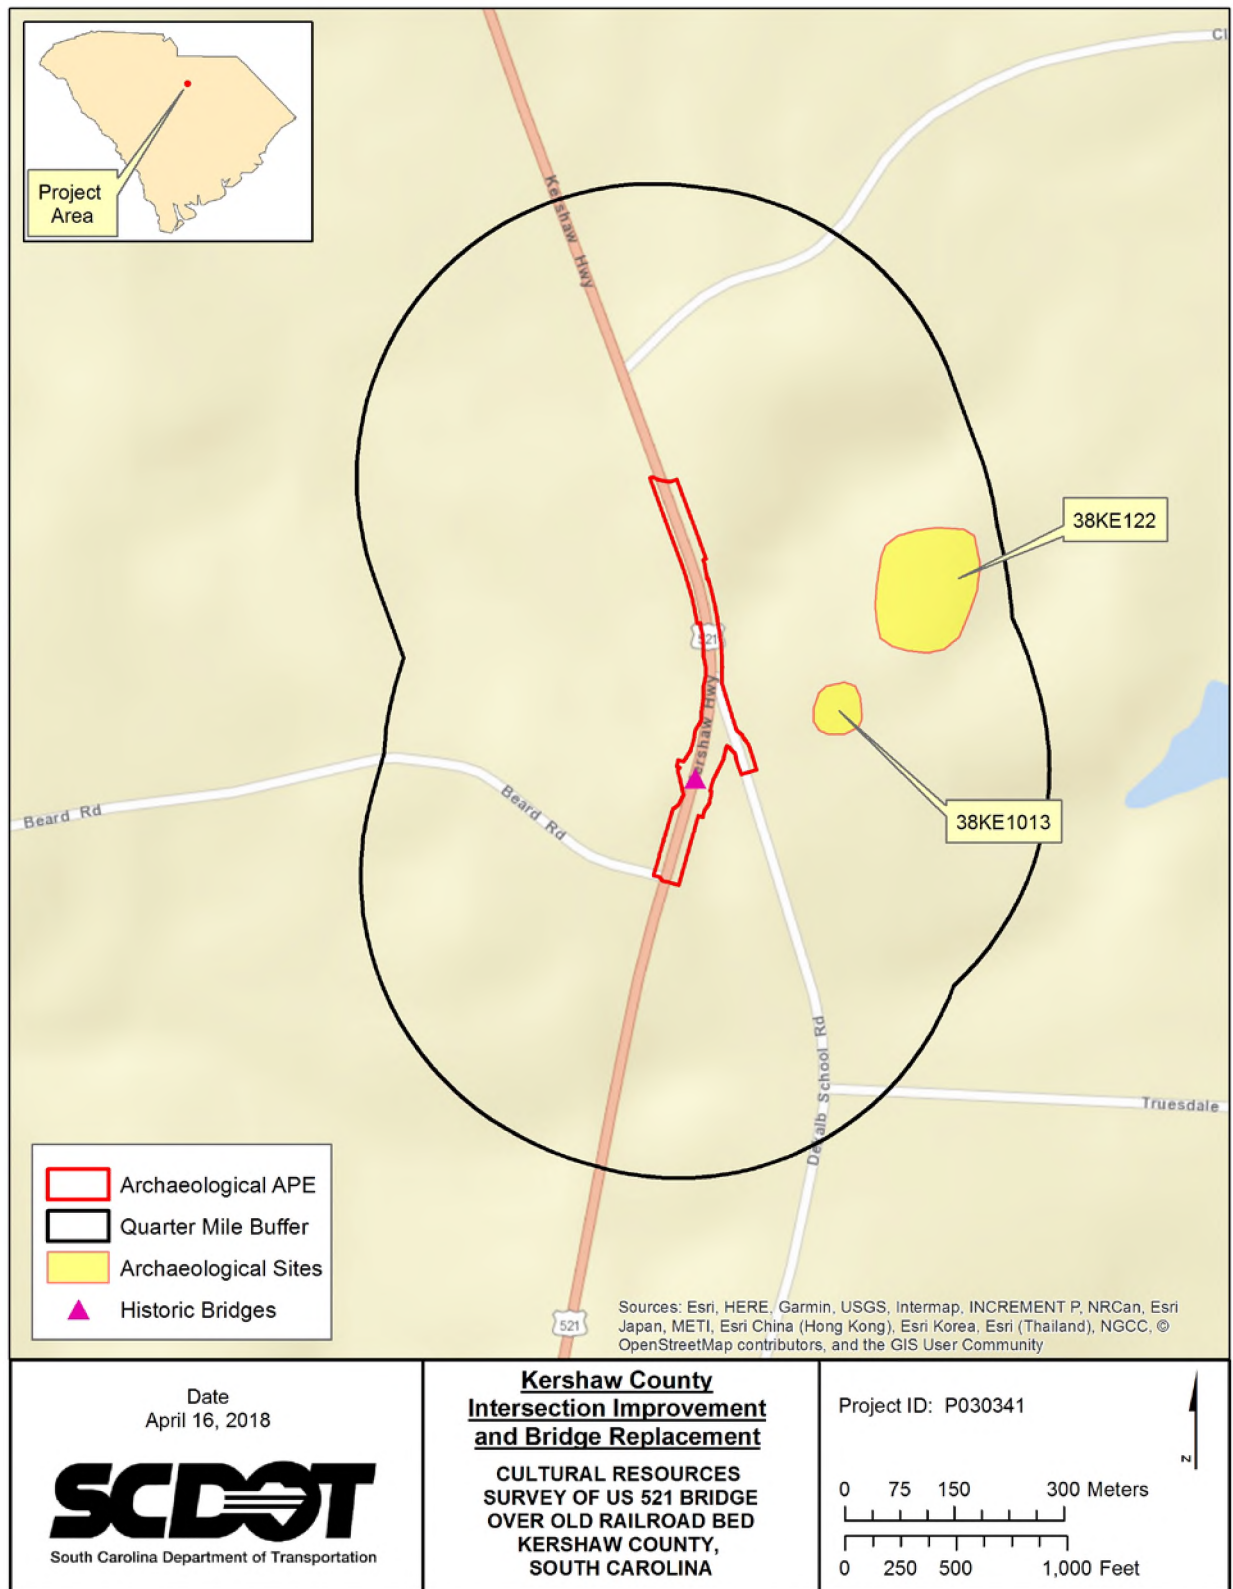 Project
Area
Cl
Kershaw Hwy
38KE122
521
Kershaw Hwy
Beard Rd
Beard Rd
38KE1013
DeKalb School Rd
Truesdale
Archaeological APE
Quarter Mile Buffer
Archaeological Sites
Historic Bridges
521
Sources: Esri, HERE, Garmin, USGS, Intermap, INCREMENT P, NRCan, Esri
Japan, METI, Esri China (Hong Kong), Esri Korea, Esri (Thailand), NGCC, ©
OpenStreetMap contributors, and the GIS User Community
Date
April 16, 2018
SCDOT
South Carolina Department of Transportation
Kershaw County
Intersection Improvement
and Bridge Replacement
CULTURAL RESOURCES
SURVEY OF US 521 BRIDGE
OVER OLD RAILROAD BED
KERSHAW COUNTY,
SOUTH CAROLINA
Project ID: P030341
N
0 75 150 300 Meters
0 250 500 1,000 Feet